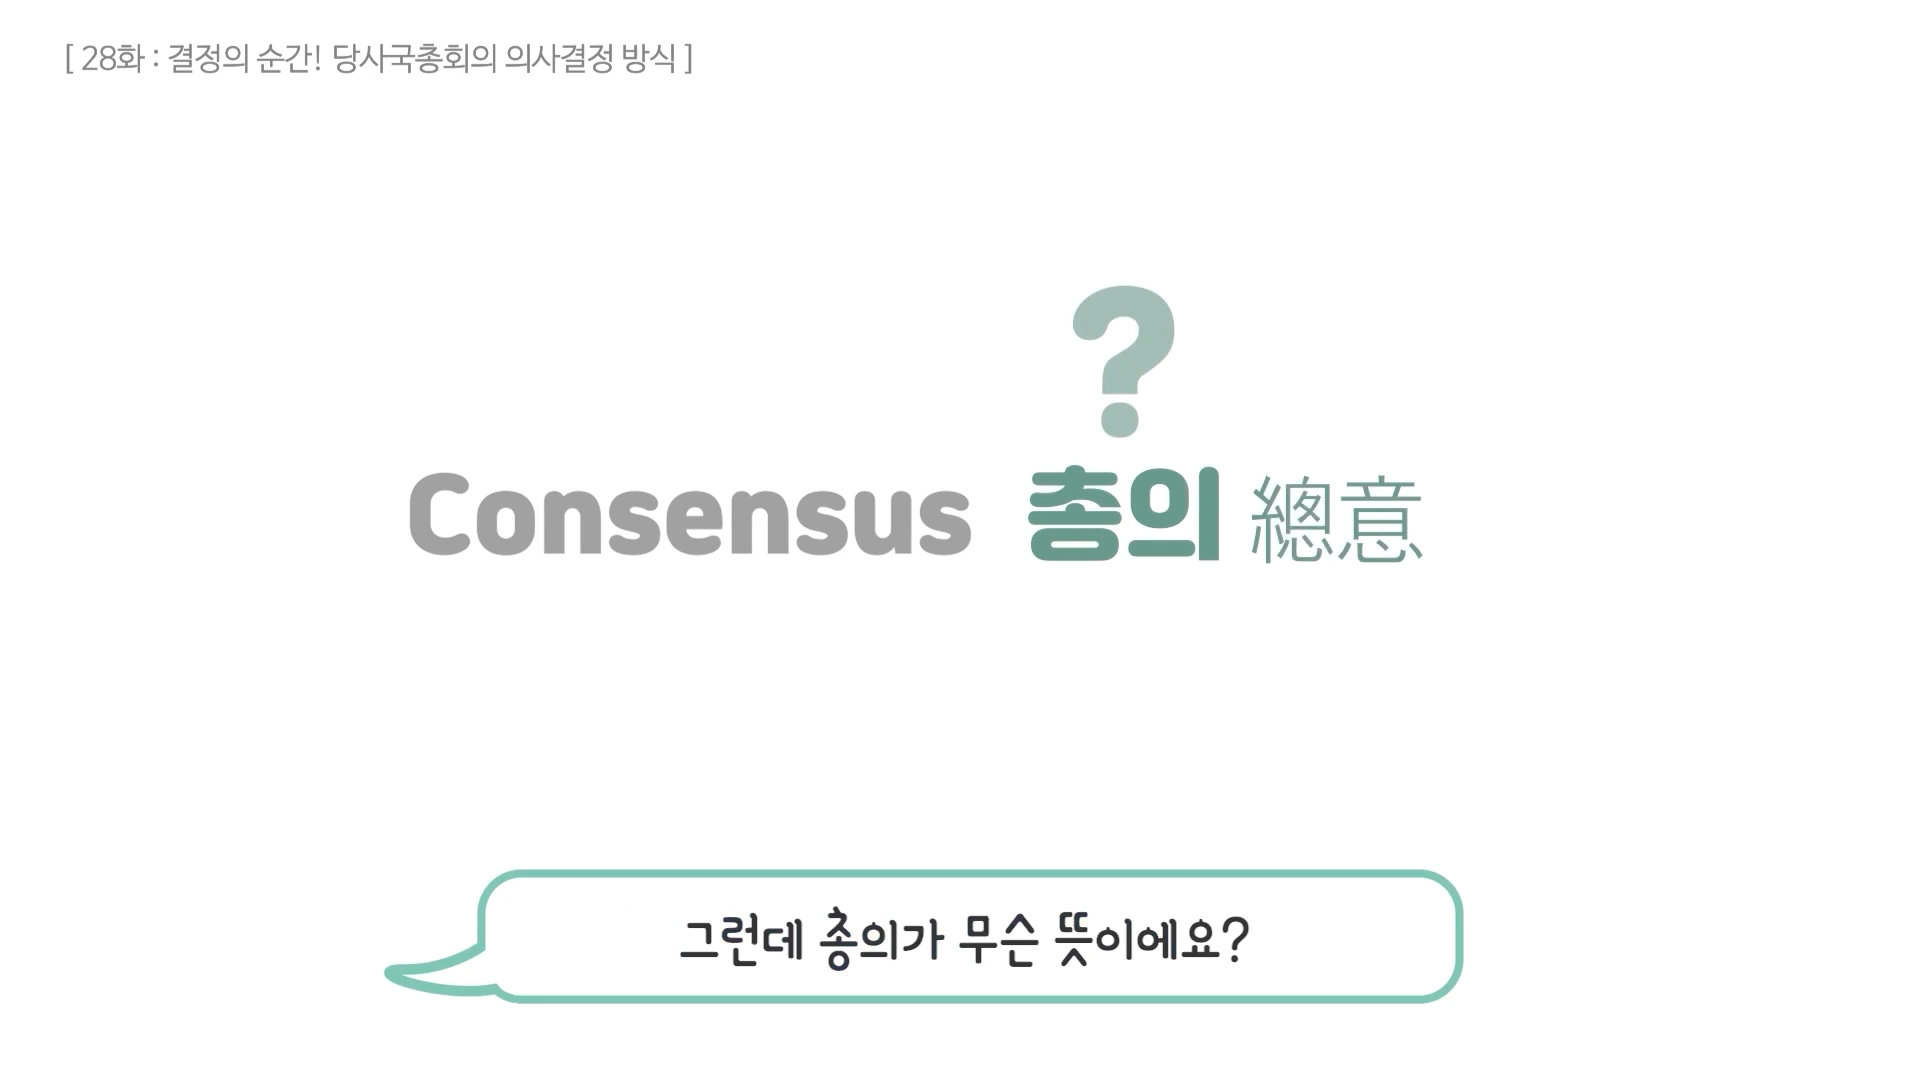 [ 28화 : 결정의 순간! 당사국총회의 의사결정 방식 ]
?
Consensus 총의 總意
그런데 총의가 무슨 뜻이에요?